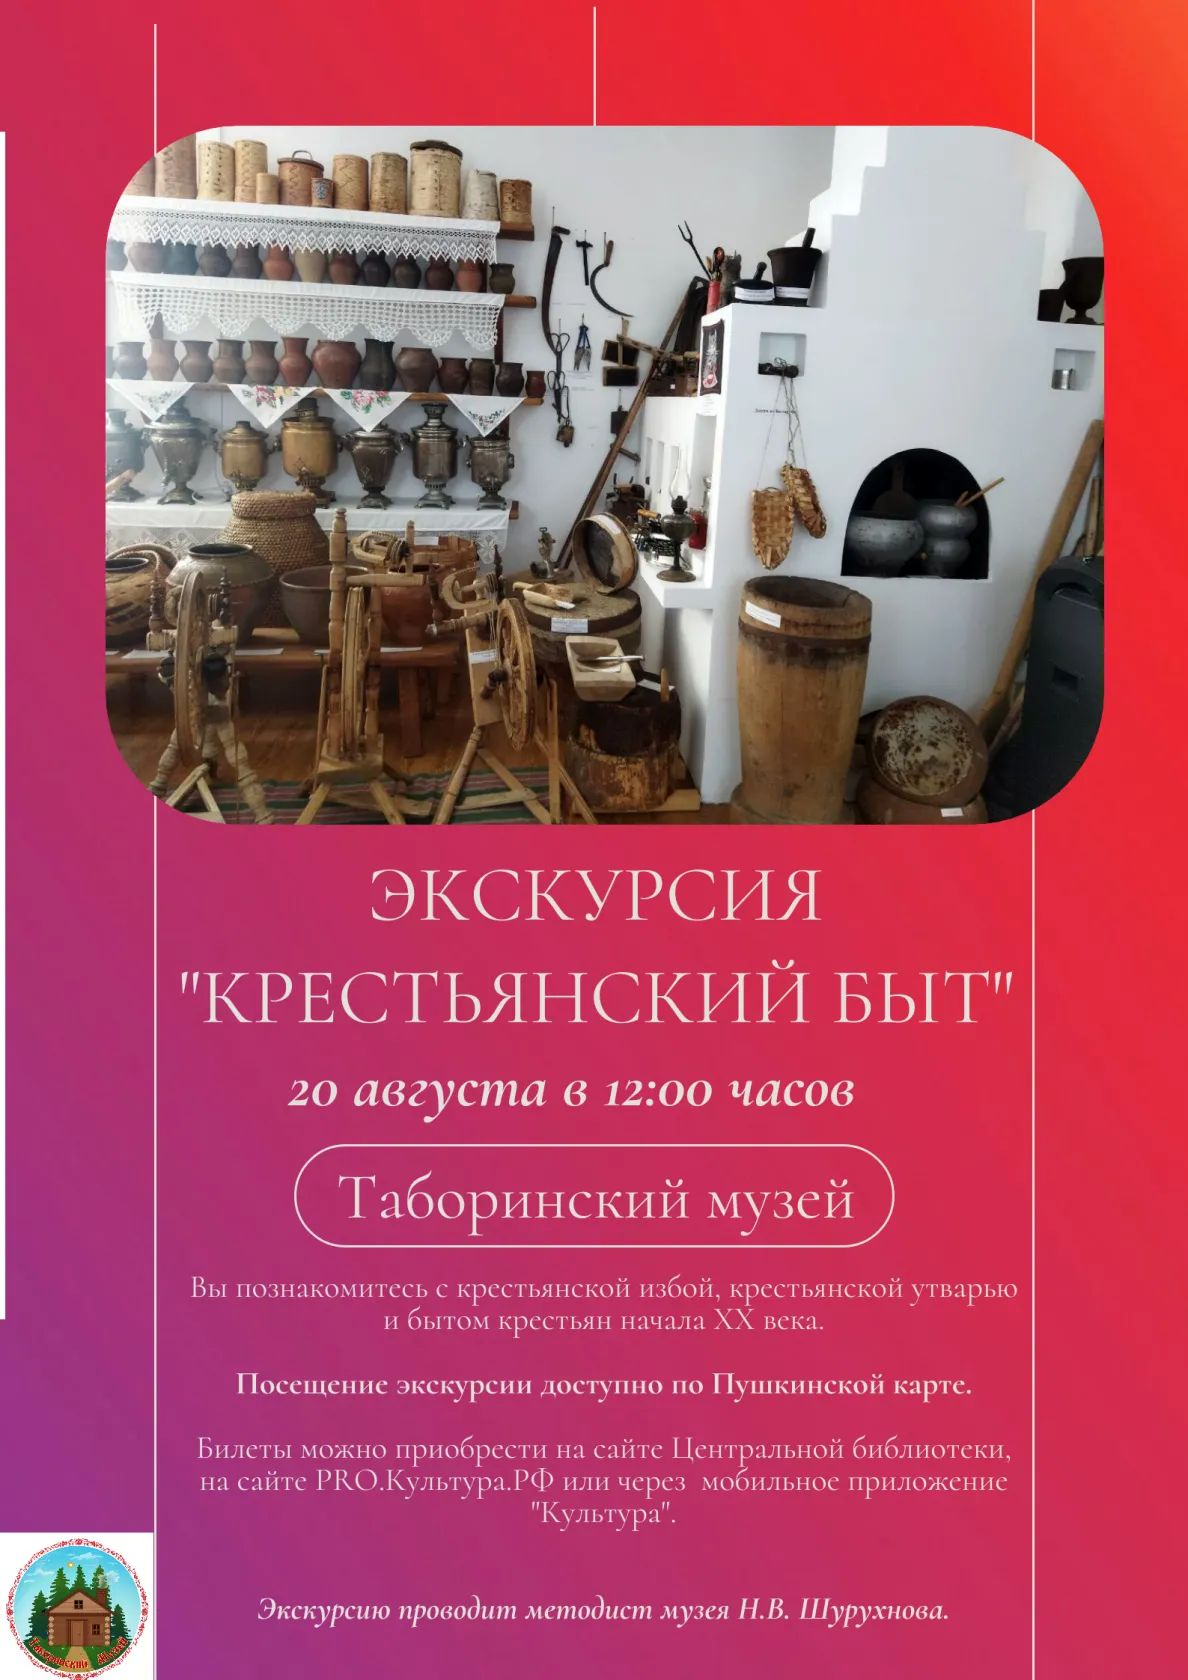 ЭКСКУРСИЯ
"КРЕСТЬЯНСКИЙ БЫТ"
20 августа в 12:00 часов
Таборинский музей
Вы познакомитесь с крестьянской избой, крестьянской утварью
и бытом крестьян начала XX века.
Посещение экскурсии доступно по Пушкинской карте.
Билеты можно приобрести на сайте Центральной библиотеки,
на сайте PRO.Культура.РФ или через мобильное приложение
"Культура".
Экскурсию проводит методист музея Н.В. Шурухнова.
Таборинский музей